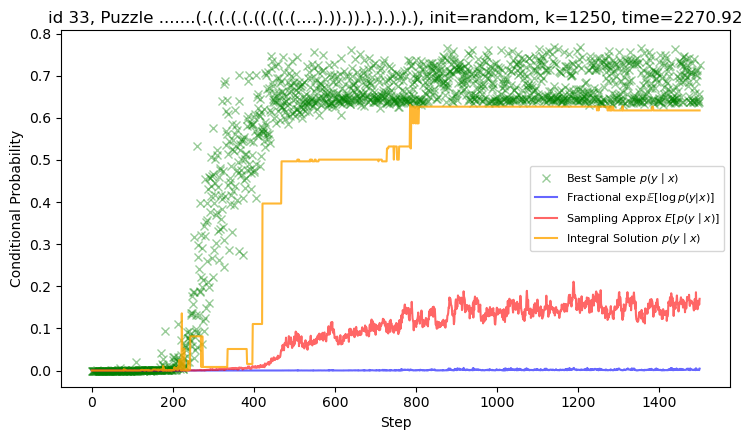 id 33, Puzzle .......(.(.(.(.(.((.((.(....).)).)).).).).).), init=random, k=1250, time=2270.92
Conditional Probability
0.8
0.7
0.6
0.5
0.4
0.3
0.2
0.1
0.0
Best Sample p(y | x)
Fractional exp 𝔼[log p(y|x)]
Sampling Approx E[p(y | x)]
Integral Solution p(y | x)
0 200 400 600 800 1000 1200 1400
Step